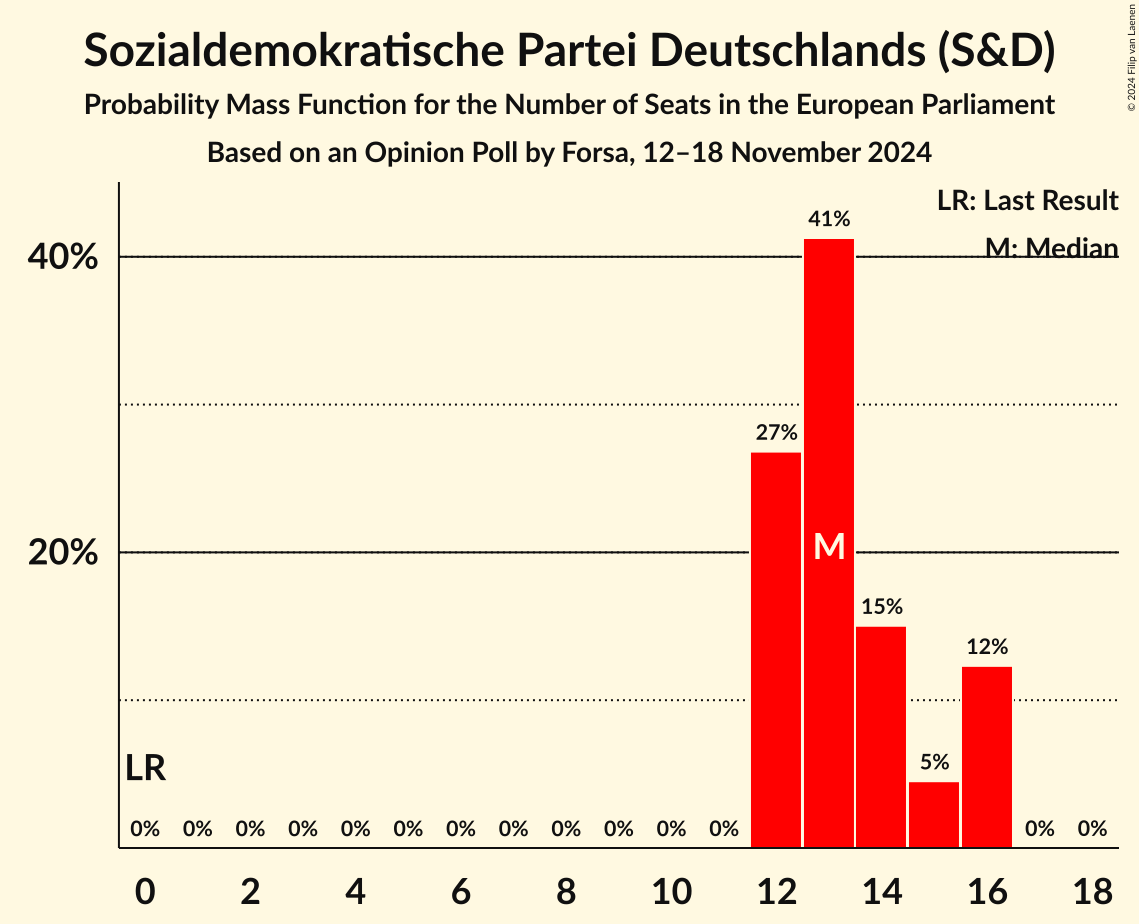 Sozialdemokratische Partei Deutschlands (S&D)
Probability Mass Function for the Number of Seats in the European Parliament
Based on an Opinion Poll by Forsa, 12–18 November 2024
© 2024 Filip van Laenen
LR: Last Result
M: Median
40%
20%
41%
27%
M
15%
12%
5%
LR
0% 0% 0% 0% 0% 0% 0% 0% 0% 0% 0% 0% 0% 0%
0 2 4 6 8 10 12 14 16 18